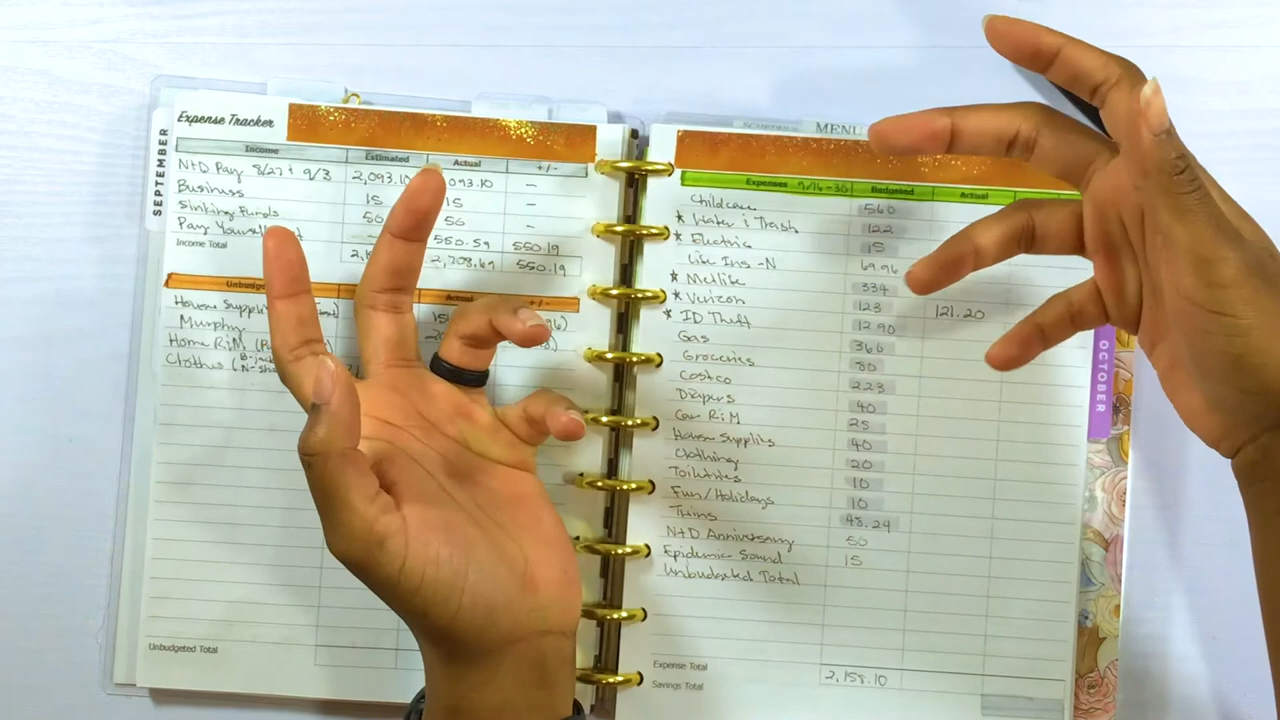 SEPTEMBER
Expense Tracker
Income Estimated Actual +/-
N+D Pay 8/27 + 9/3 2,093.10 093.10 -
Business 15 15 -
Sinking Funds 50 50 -
Pay 550.59 550.19
Income Total 2,708.69 550.19
Actual +/-
House
Murphy
Home R:M
Clothes
Unbudgeted Total
MENU
Expenses 9/16-30 Budgeted Actual
Childcare 560
* Water & Trash 122
* Electric 15
Life Ins -N 69.96
* Metlife 334
* Verizon 123 121.20
* ID Theft 12.90
Gas 360
Groceries 80
Costco 223
Diapers 40
Car R:M 25
House Supplies 40
Clothing 20
Toiletries 10
Fun/Holidays 10
Twins 48.24
N+D Anniversary 50
Epidemic Sound 15
Unbudgeted Total
Expense Total 2,158.10
Savings Total
OCTOBER